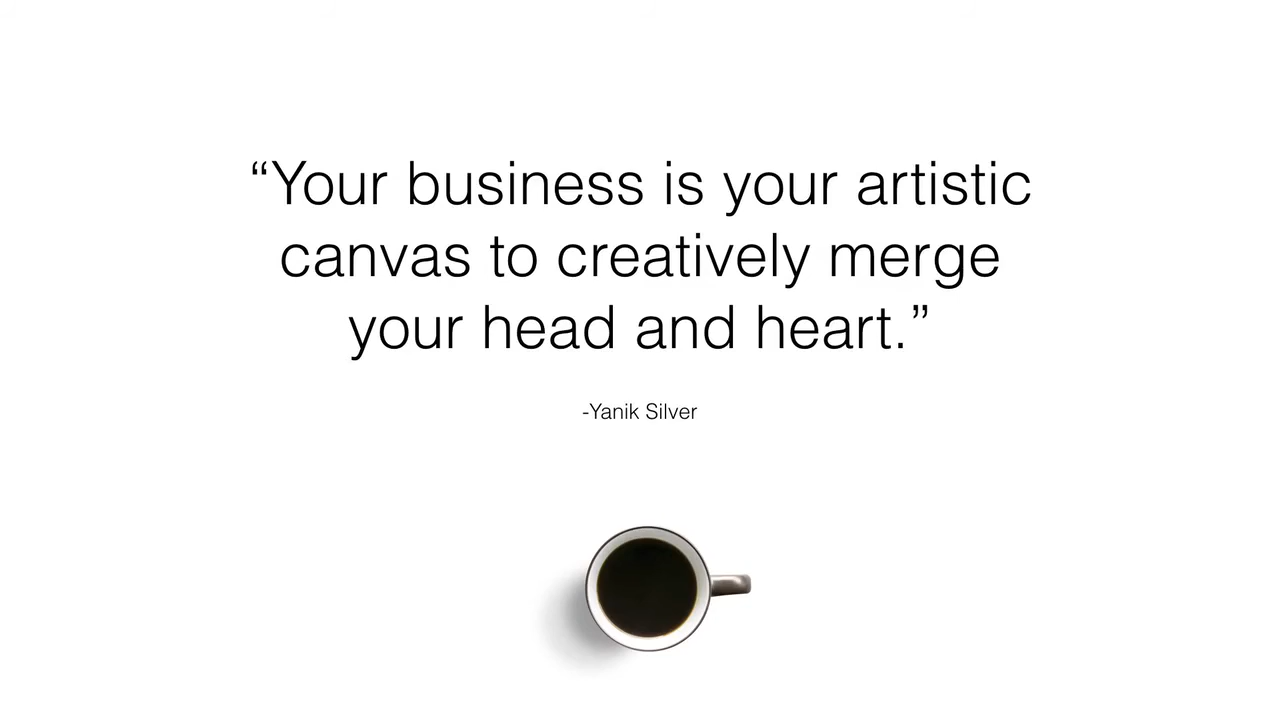 “Your business is your artistic
canvas to creatively merge
your head and heart.”
-Yanik Silver